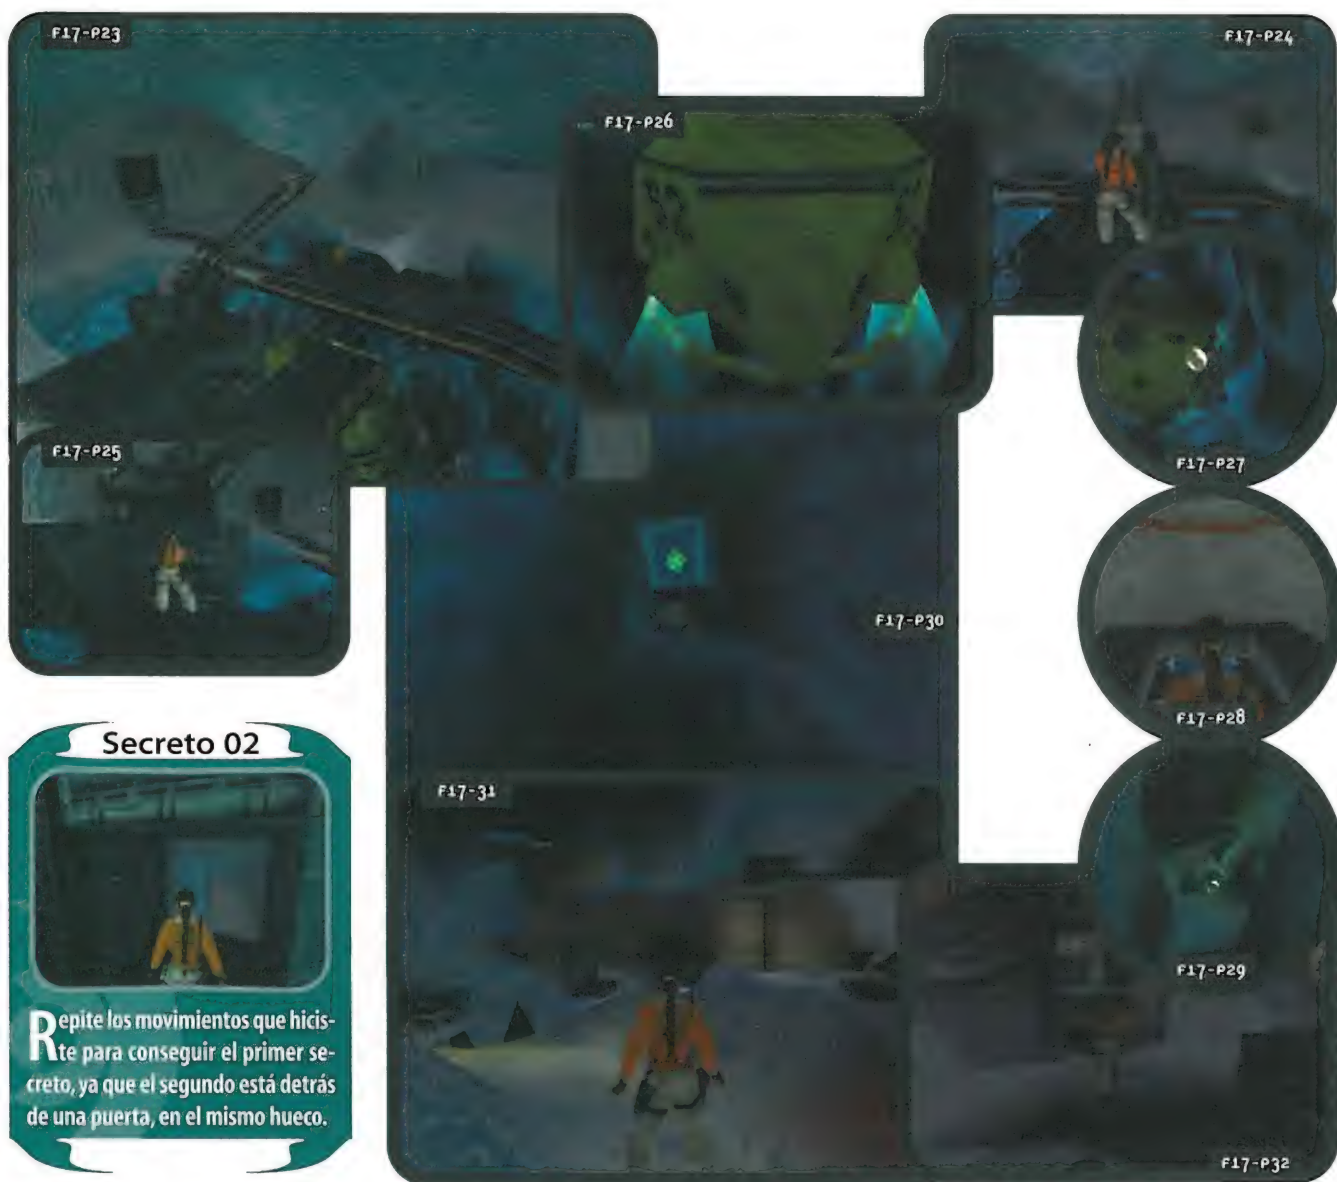 F17-P23
F17-P24
F17-P26
F17-P25
F17-P27
F17-P30
F17-P28
Secreto 02
F17-31
F17-P29
Repite los movimientos que hicis-
te para conseguir el primer se-
creto, ya que el segundo está detrás
de una puerta, en el mismo hueco.
F17-P32